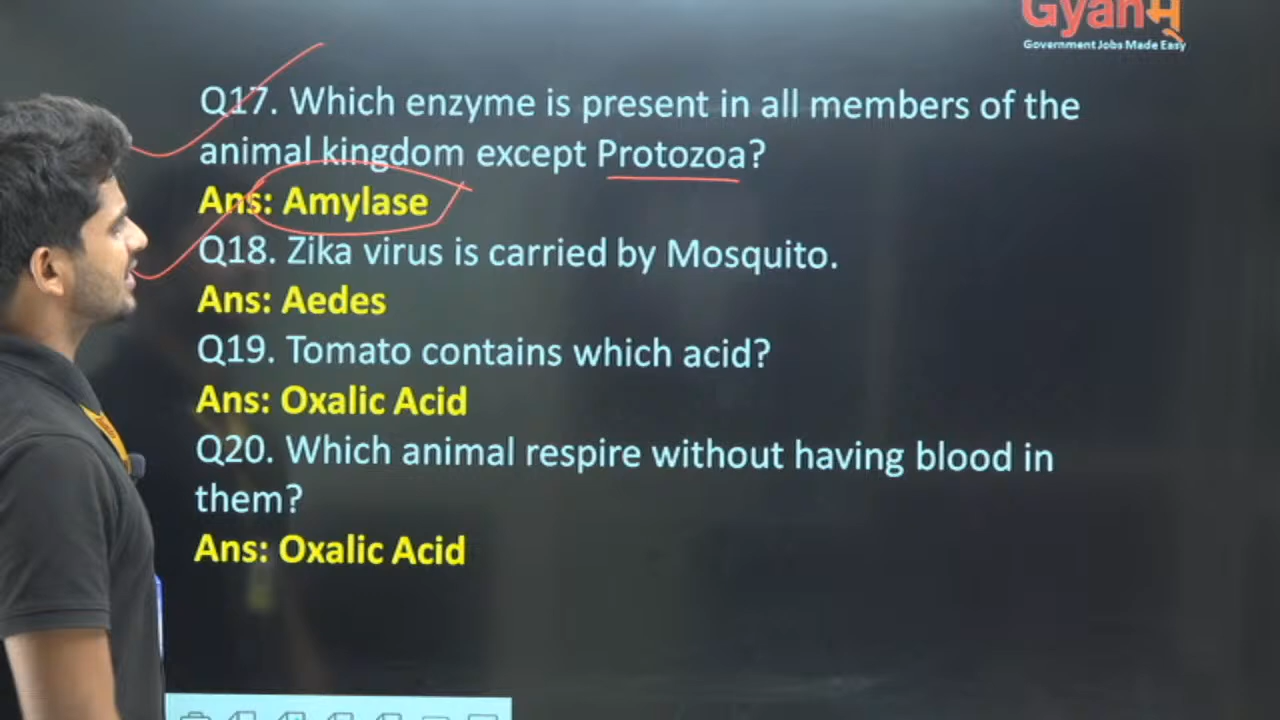 Gyanम्
Government Jobs Made Easy
Q17. Which enzyme is present in all members of the
animal kingdom except Protozoa?
Ans: Amylase
Q18. Zika virus is carried by Mosquito.
Ans: Aedes
Q19. Tomato contains which acid?
Ans: Oxalic Acid
Q20. Which animal respire without having blood in
them?
Ans: Oxalic Acid